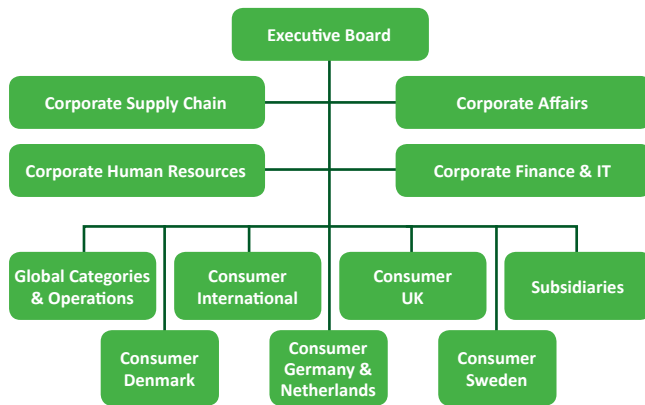 Executive Board
Corporate Supply Chain
Corporate Affairs
Corporate Human Resources
Corporate Finance & IT
Global Categories
& Operations
Consumer
International
Consumer
UK
Subsidiaries
Consumer
Denmark
Consumer
Germany &
Netherlands
Consumer
Sweden